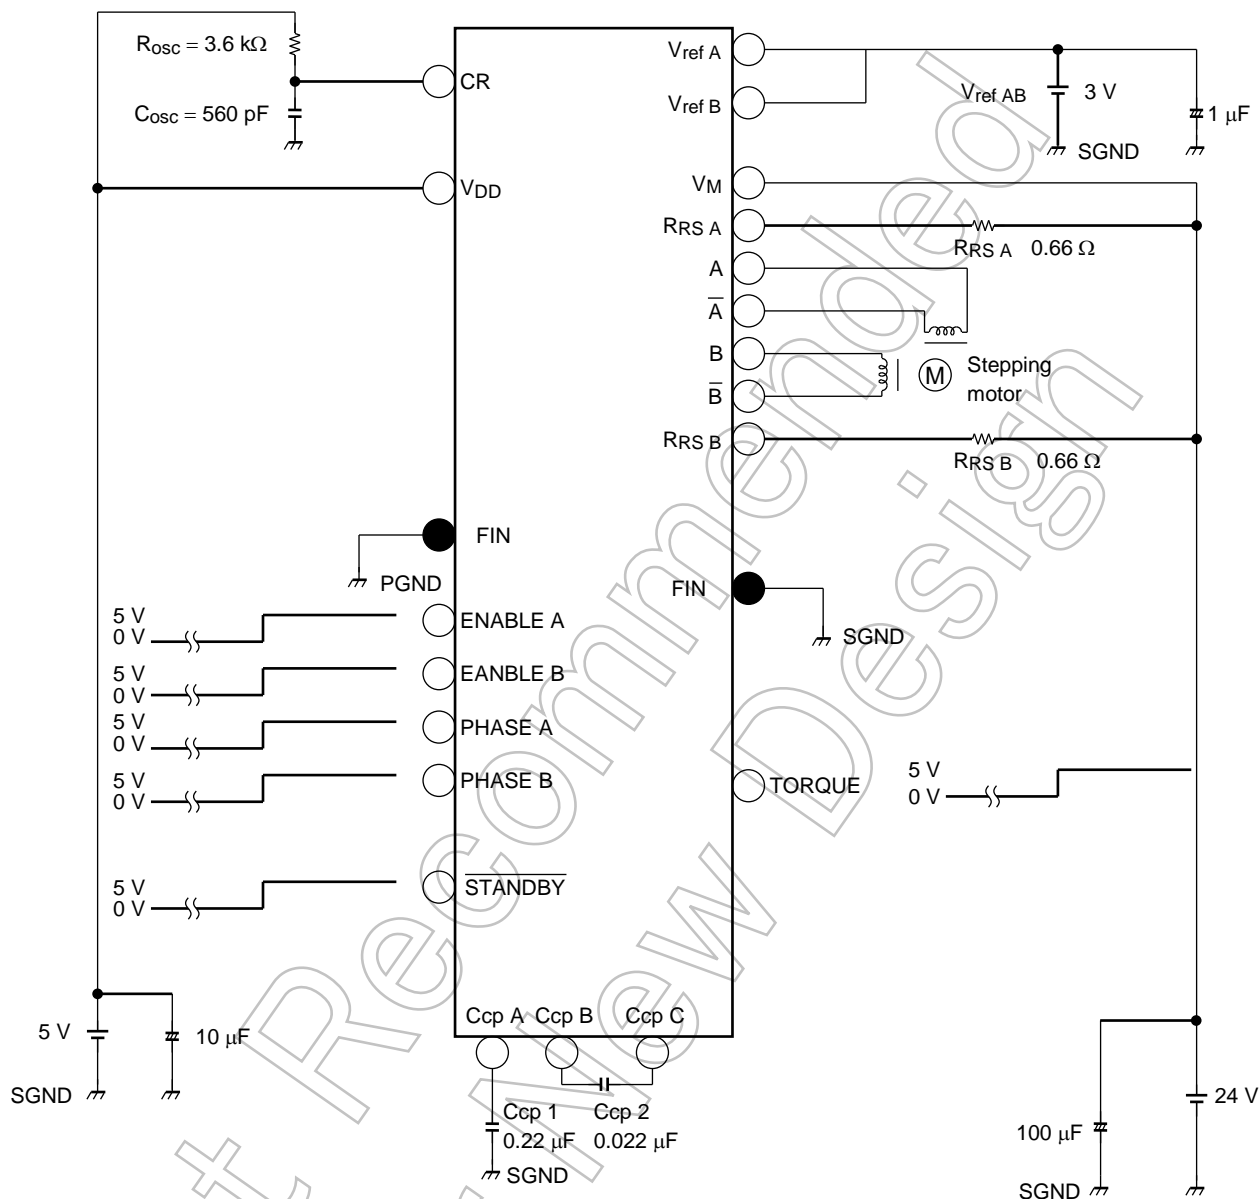 Rosc = 3.6 kΩ
CR
Cosc = 560 pF
VDD
Vref A
Vref B
Vref AB
3 V
1 μF
SGND
VM
RRS A
RRS A 0.66 Ω
A
A̅
B
B̅
M
Stepping
motor
RRS B
RRS B 0.66 Ω
FIN
PGND
FIN
SGND
5 V
0 V
ENABLE A
5 V
0 V
EANBLE B
5 V
0 V
PHASE A
5 V
0 V
PHASE B
TORQUE
5 V
0 V
5 V
0 V
STANDBY
Ccp A
Ccp B
Ccp C
5 V
10 μF
SGND
Ccp 1
0.22 μF
Ccp 2
0.022 μF
SGND
24 V
100 μF
SGND
t Recommended
New Design